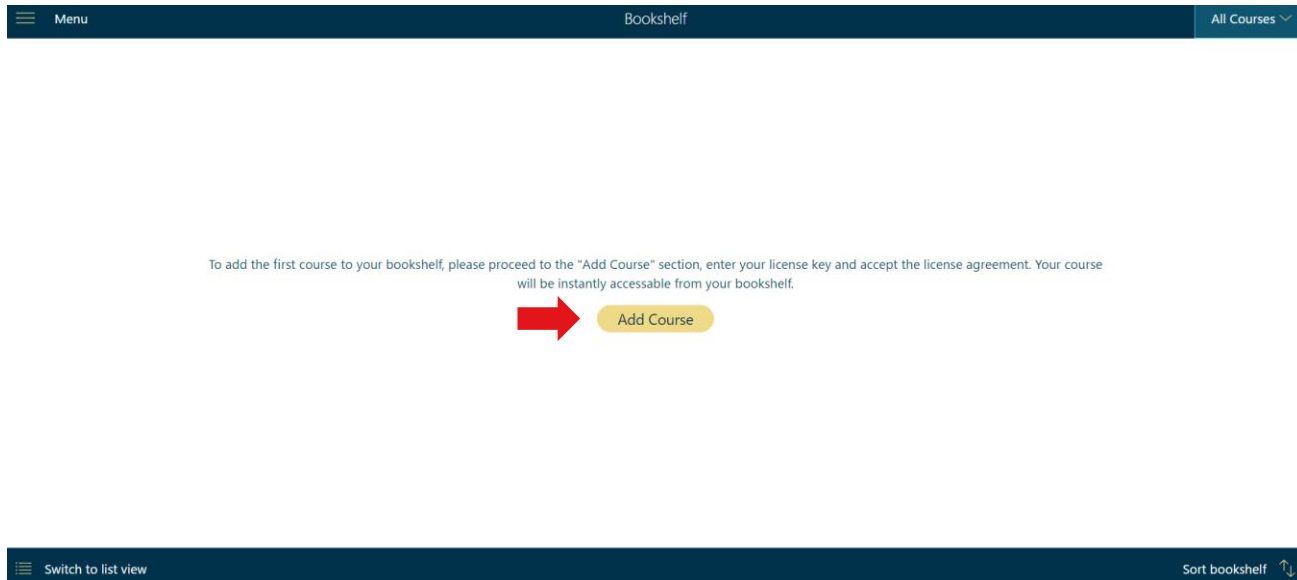 Menu
Bookshelf
All Courses
To add the first course to your bookshelf, please proceed to the "Add Course" section, enter your license key and accept the license agreement. Your course
will be instantly accessable from your bookshelf.
Add Course
Switch to list view
Sort bookshelf